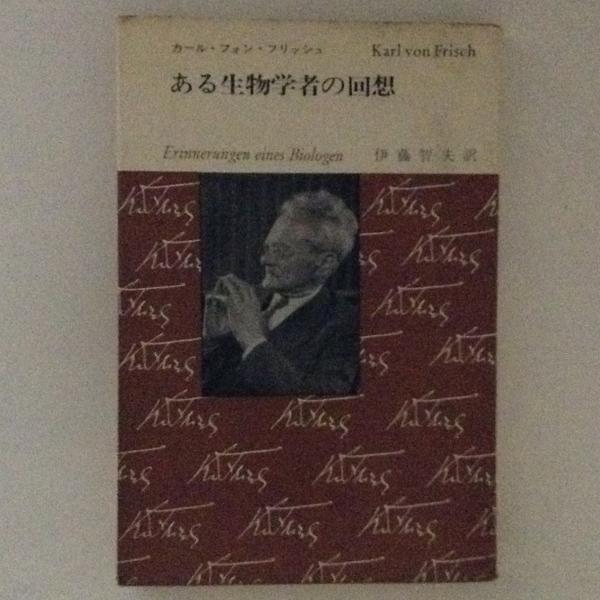 カール・フォン・フリッシュ Karl von Frisch
ある生物学者の回想
Erinnerungen eines Biologen 伊藤智夫訳